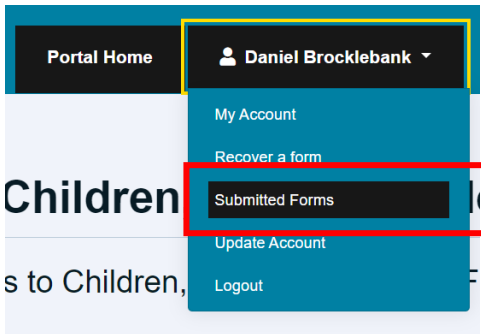 Portal Home
Daniel Brocklebank
My Account
Recover a form
Children
Submitted Forms
Update Account
s to Children,
Logout